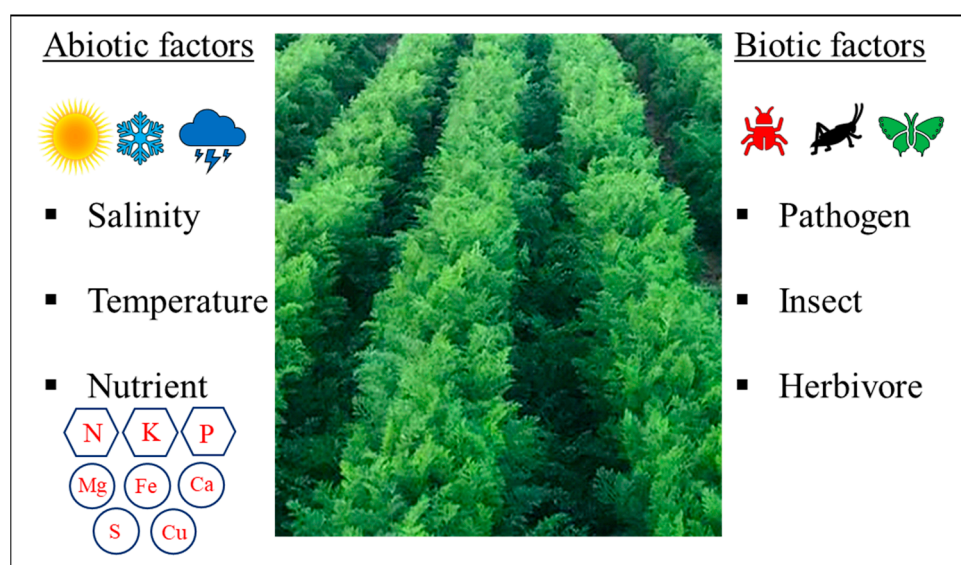 Abiotic factors
▪ Salinity
▪ Temperature
▪ Nutrient
N K P
Mg Fe Ca
S Cu
Biotic factors
▪ Pathogen
▪ Insect
▪ Herbivore